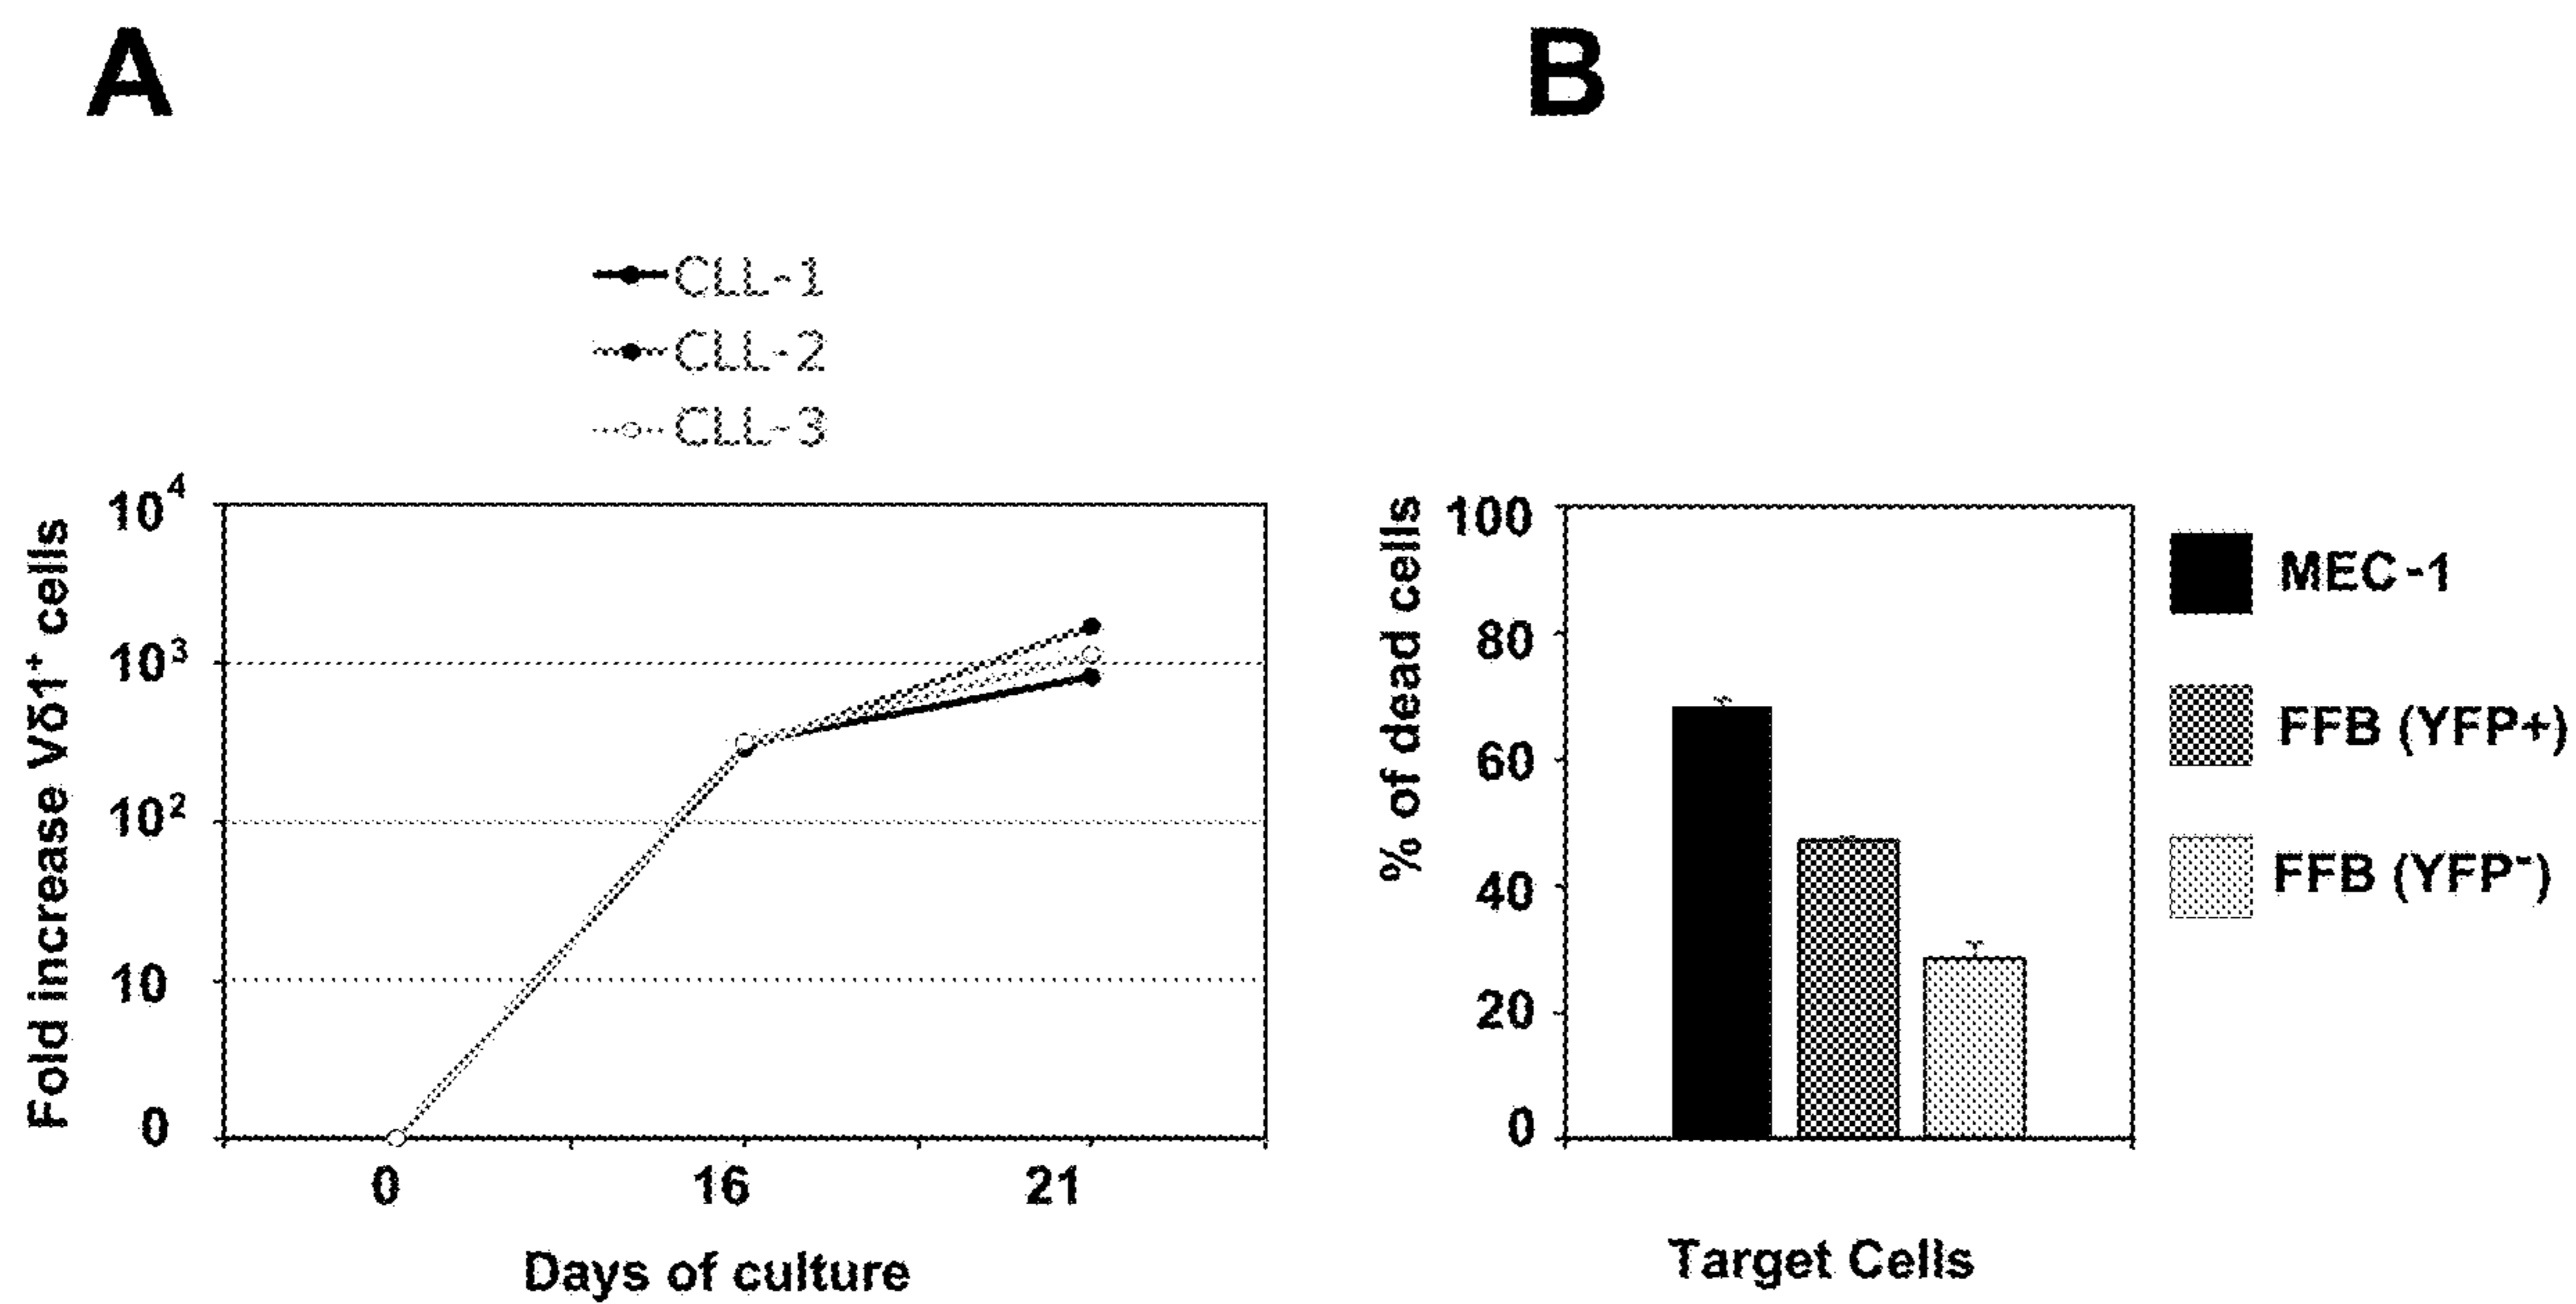 A
CLL-1
CLL-2
CLL-3
Fold increase Vδ1⁺ cells
10⁴
10³
10²
10
0
0 16 21
Days of culture
B
% of dead cells
100
80
60
40
20
0
Target Cells
MEC-1
FFB (YFP+)
FFB (YFP⁻)